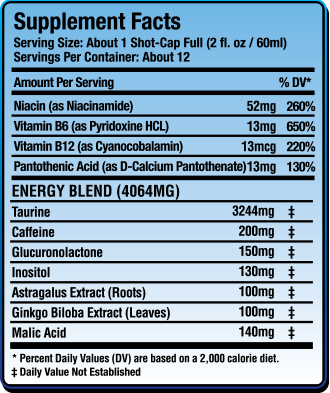 Supplement Facts
Serving Size: About 1 Shot-Cap Full (2 fl. oz / 60ml)
Servings Per Container: About 12
Amount Per Serving % DV*
Niacin (as Niacinamide) 52mg 260%
Vitamin B6 (as Pyridoxine HCL) 13mg 650%
Vitamin B12 (as Cyanocobalamin) 13mcg 220%
Pantothenic Acid (as D-Calcium Pantothenate) 13mg 130%
ENERGY BLEND (4064MG)
Taurine 3244mg ‡
Caffeine 200mg ‡
Glucuronolactone 150mg ‡
Inositol 130mg ‡
Astragalus Extract (Roots) 100mg ‡
Ginkgo Biloba Extract (Leaves) 100mg ‡
Malic Acid 140mg ‡
* Percent Daily Values (DV) are based on a 2,000 calorie diet.
‡ Daily Value Not Established